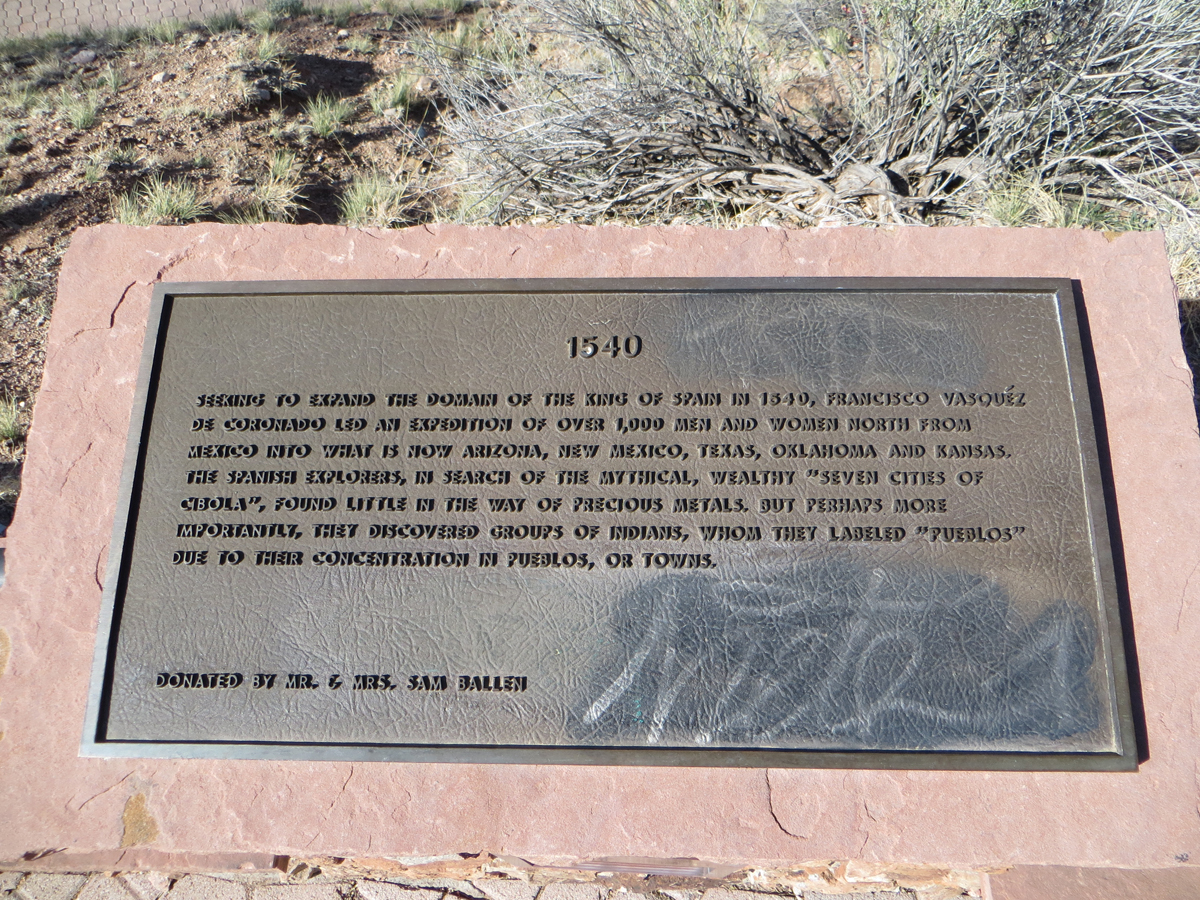 1540
SEEKING TO EXPAND THE DOMAIN OF THE KING OF SPAIN IN 1540, FRANCISCO VASQUÉZ
DE CORONADO LED AN EXPEDITION OF OVER 1,000 MEN AND WOMEN NORTH FROM
MEXICO INTO WHAT IS NOW ARIZONA, NEW MEXICO, TEXAS, OKLAHOMA AND KANSAS.
THE SPANISH EXPLORERS, IN SEARCH OF THE MYTHICAL, WEALTHY "SEVEN CITIES OF
CIBOLA", FOUND LITTLE IN THE WAY OF PRECIOUS METALS. BUT PERHAPS MORE
IMPORTANTLY, THEY DISCOVERED GROUPS OF INDIANS, WHOM THEY LABELED "PUEBLOS"
DUE TO THEIR CONCENTRATION IN PUEBLOS, OR TOWNS.
DONATED BY MR. & MRS. SAM BALLEN